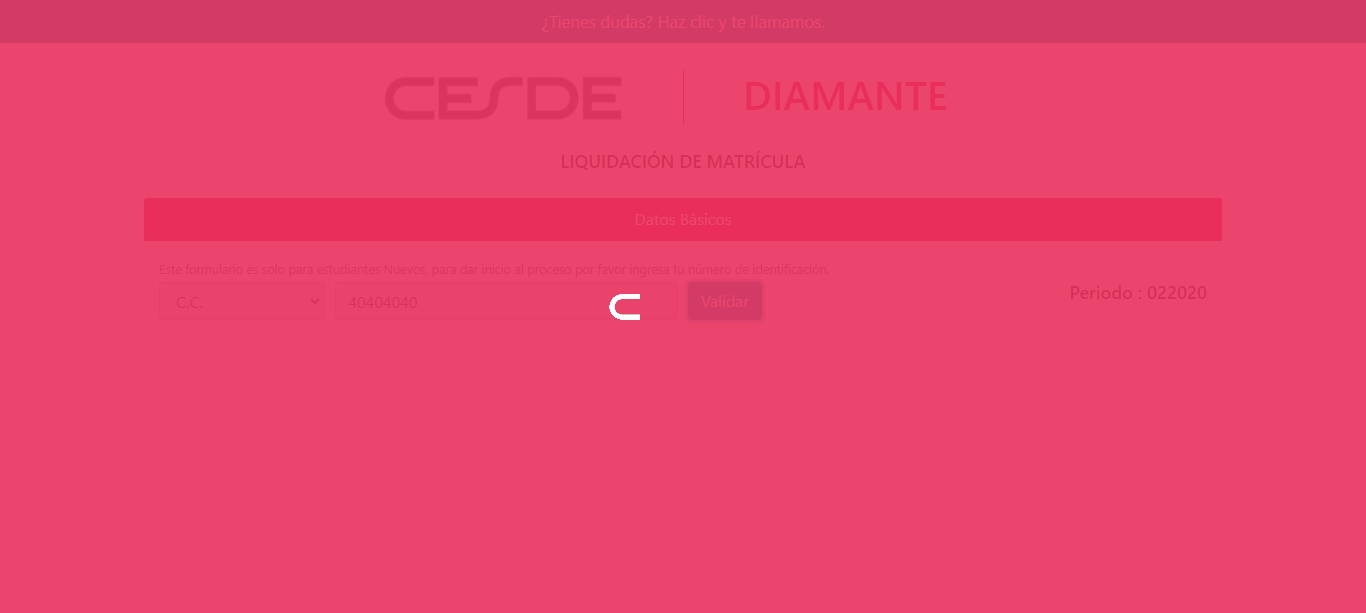 ¿Tienes dudas? Haz clic y te llamamos.
CESDE
DIAMANTE
LIQUIDACIÓN DE MATRÍCULA
Datos Básicos
Este formulario es solo para estudiantes Nuevos, para dar inicio al proceso por favor ingresa tu número de identificación.
C.C. 40404040 Validar Periodo : 022020
C